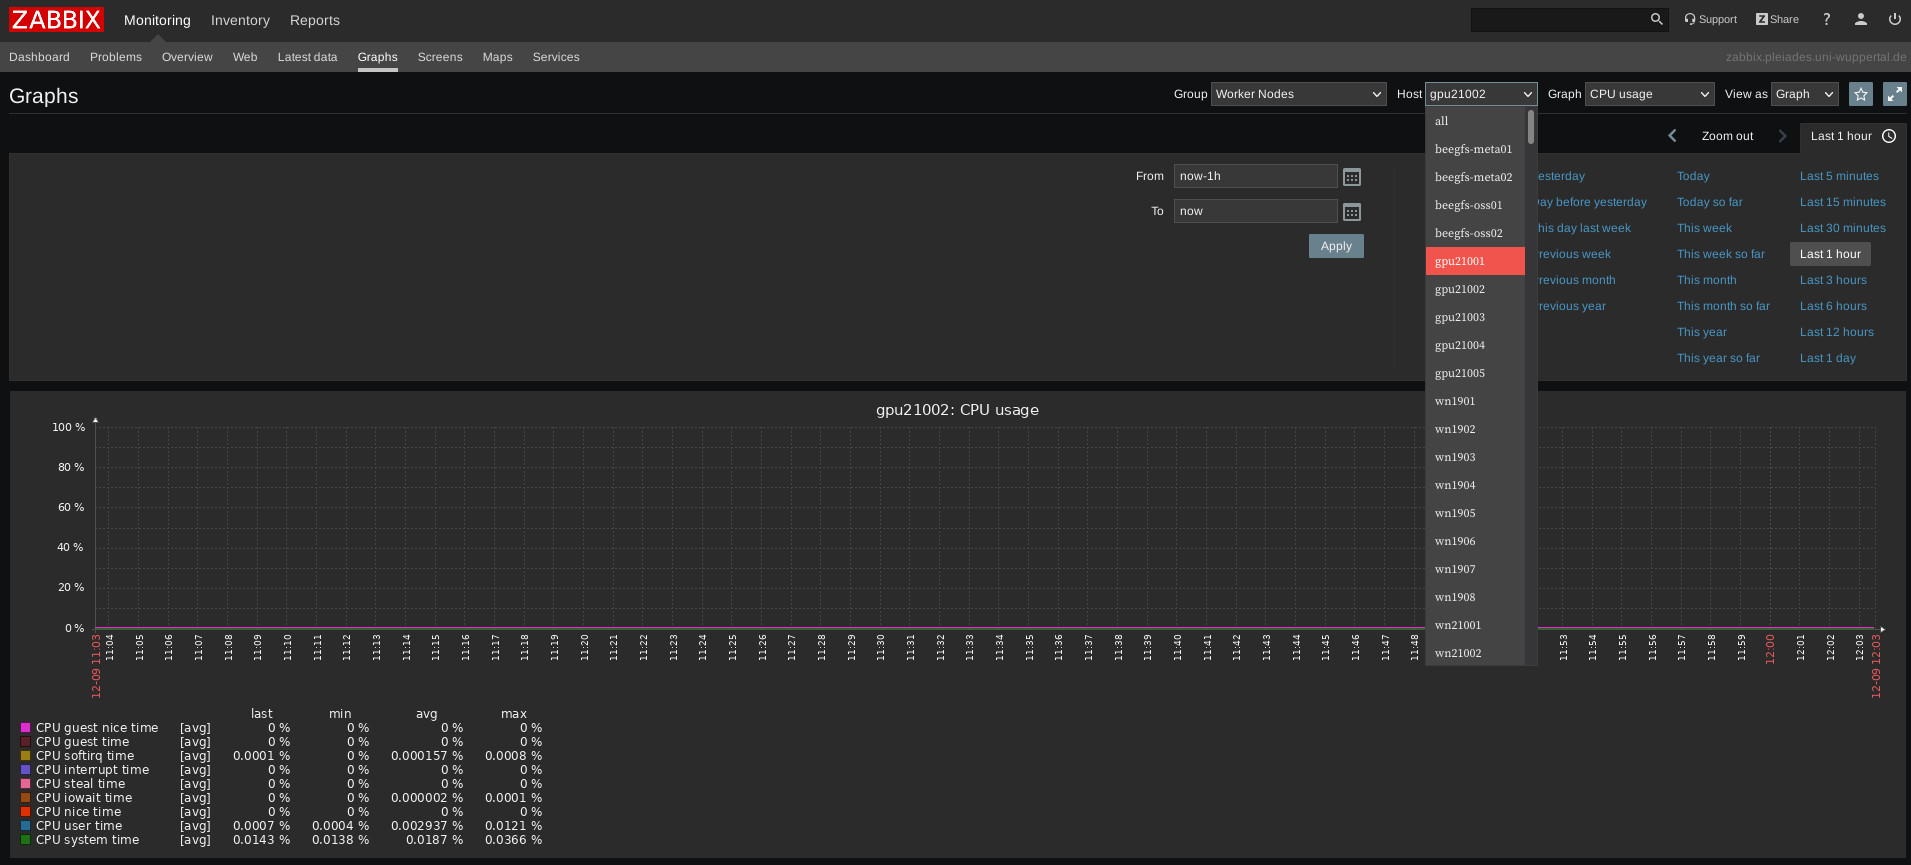 ZABBIX Monitoring Inventory Reports Support Z Share ?
Dashboard Problems Overview Web Latest data Graphs Screens Maps Services zabbix.pleiades.uni-wuppertal.de
Graphs Group Worker Nodes Host gpu21002 Graph CPU usage View as Graph
all
beegfs-meta01
beegfs-meta02
beegfs-oss01
beegfs-oss02
gpu21001
gpu21002
gpu21003
gpu21004
gpu21005
wn1901
wn1902
wn1903
wn1904
wn1905
wn1906
wn1907
wn1908
wn21001
wn21002
Zoom out Last 1 hour
From now-1h
To now
Apply
esterday Today Last 5 minutes
ay before yesterday Today so far Last 15 minutes
his day last week This week Last 30 minutes
revious week This week so far Last 1 hour
revious month This month Last 3 hours
revious year This month so far Last 6 hours
This year Last 12 hours
This year so far Last 1 day
gpu21002: CPU usage
100 %
80 %
60 %
40 %
20 %
0 %
12-09 11:03 11:04 11:05 11:06 11:07 11:08 11:09 11:10 11:11 11:12 11:13 11:14 11:15 11:16 11:17 11:18 11:19 11:20 11:21 11:22 11:23 11:24 11:25 11:26 11:27 11:28 11:29 11:30 11:31 11:32 11:33 11:34 11:35 11:36 11:37 11:38 11:39 11:40 11:41 11:42 11:43 11:44 11:45 11:46 11:47 11:48 11:53 11:54 11:55 11:56 11:57 11:58 11:59 12:00 12:01 12:02 12:03 12-09 12:03
last min avg max
CPU guest nice time [avg] 0 % 0 % 0 % 0 %
CPU guest time [avg] 0 % 0 % 0 % 0 %
CPU softirq time [avg] 0.0001 % 0 % 0.000157 % 0.0008 %
CPU interrupt time [avg] 0 % 0 % 0 % 0 %
CPU steal time [avg] 0 % 0 % 0 % 0 %
CPU iowait time [avg] 0 % 0 % 0.000002 % 0.0001 %
CPU nice time [avg] 0 % 0 % 0 % 0 %
CPU user time [avg] 0.0007 % 0.0004 % 0.002937 % 0.0121 %
CPU system time [avg] 0.0143 % 0.0138 % 0.0187 % 0.0366 %